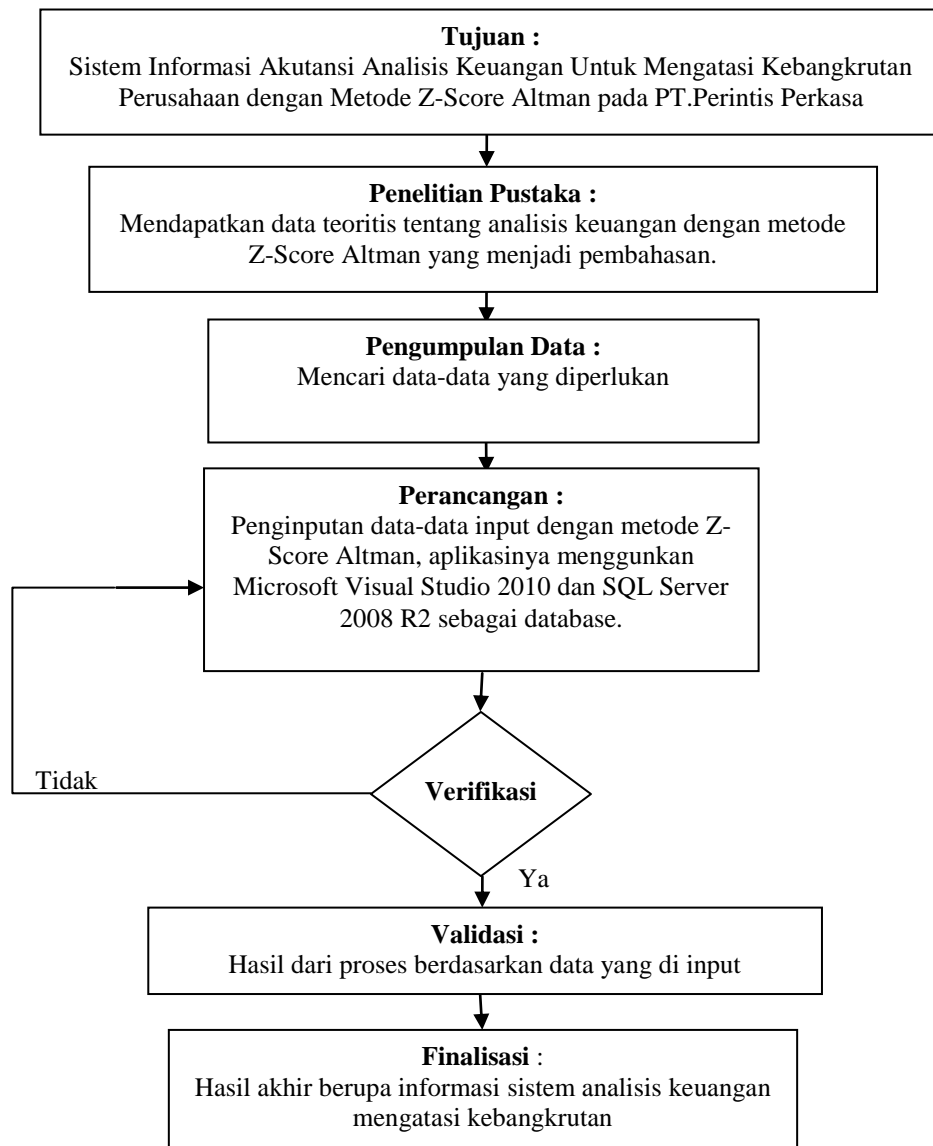 Tujuan :
Sistem Informasi Akutansi Analisis Keuangan Untuk Mengatasi Kebangkrutan
Perusahaan dengan Metode Z-Score Altman pada PT.Perintis Perkasa
Penelitian Pustaka :
Mendapatkan data teoritis tentang analisis keuangan dengan metode
Z-Score Altman yang menjadi pembahasan.
Pengumpulan Data :
Mencari data-data yang diperlukan
Perancangan :
Penginputan data-data input dengan metode Z-
Score Altman, aplikasinya menggunkan
Microsoft Visual Studio 2010 dan SQL Server
2008 R2 sebagai database.
Tidak
Verifikasi
Ya
Validasi :
Hasil dari proses berdasarkan data yang di input
Finalisasi :
Hasil akhir berupa informasi sistem analisis keuangan
mengatasi kebangkrutan